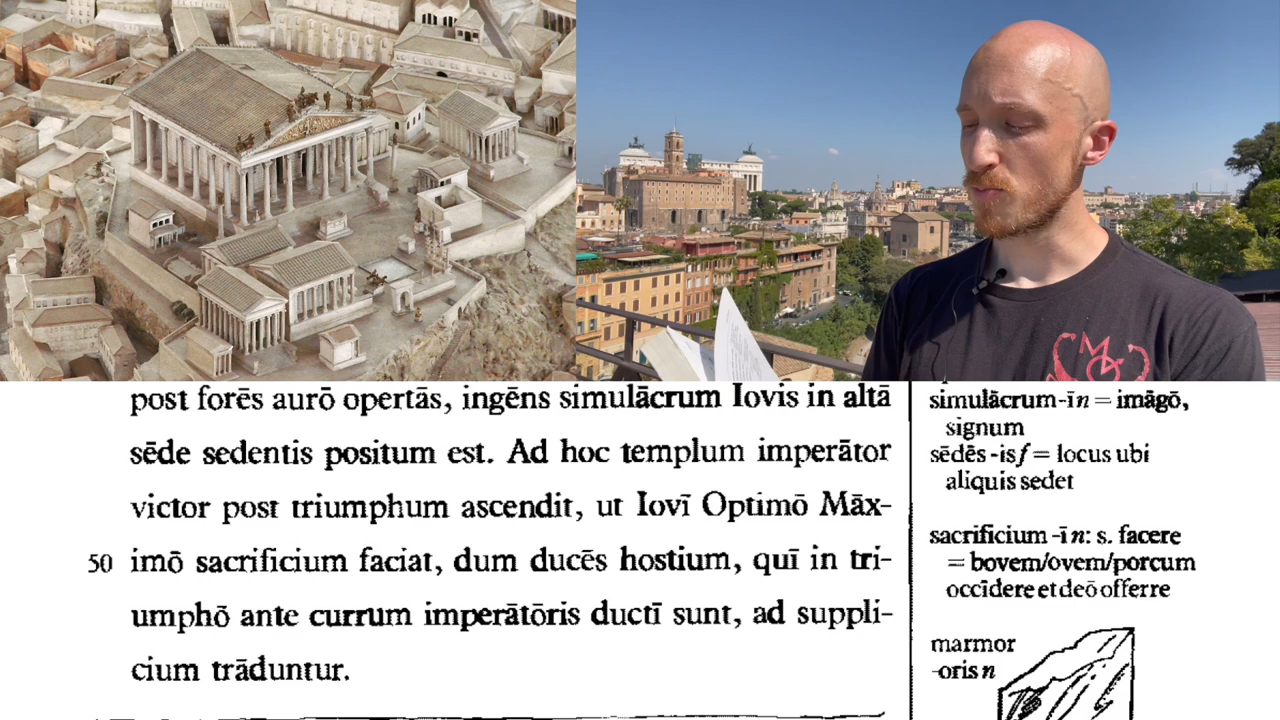 post forēs aurō opertās, ingēns simulācrum Iovis in altā
sēde sedentis positum est. Ad hoc templum imperātor
victor post triumphum ascendit, ut Iovī Optimō Māx-
50 imō sacrificium faciat, dum ducēs hostium, quī in tri-
umphō ante currum imperātōris ductī sunt, ad suppli-
cium trāduntur.
simulācrum -ī n = imāgō,
signum
sēdēs -is f = locus ubi
aliquis sedet
sacrificium -ī n: s. facere
= bovem/ovem/porcum
occīdere et deō offerre
marmor
-oris n